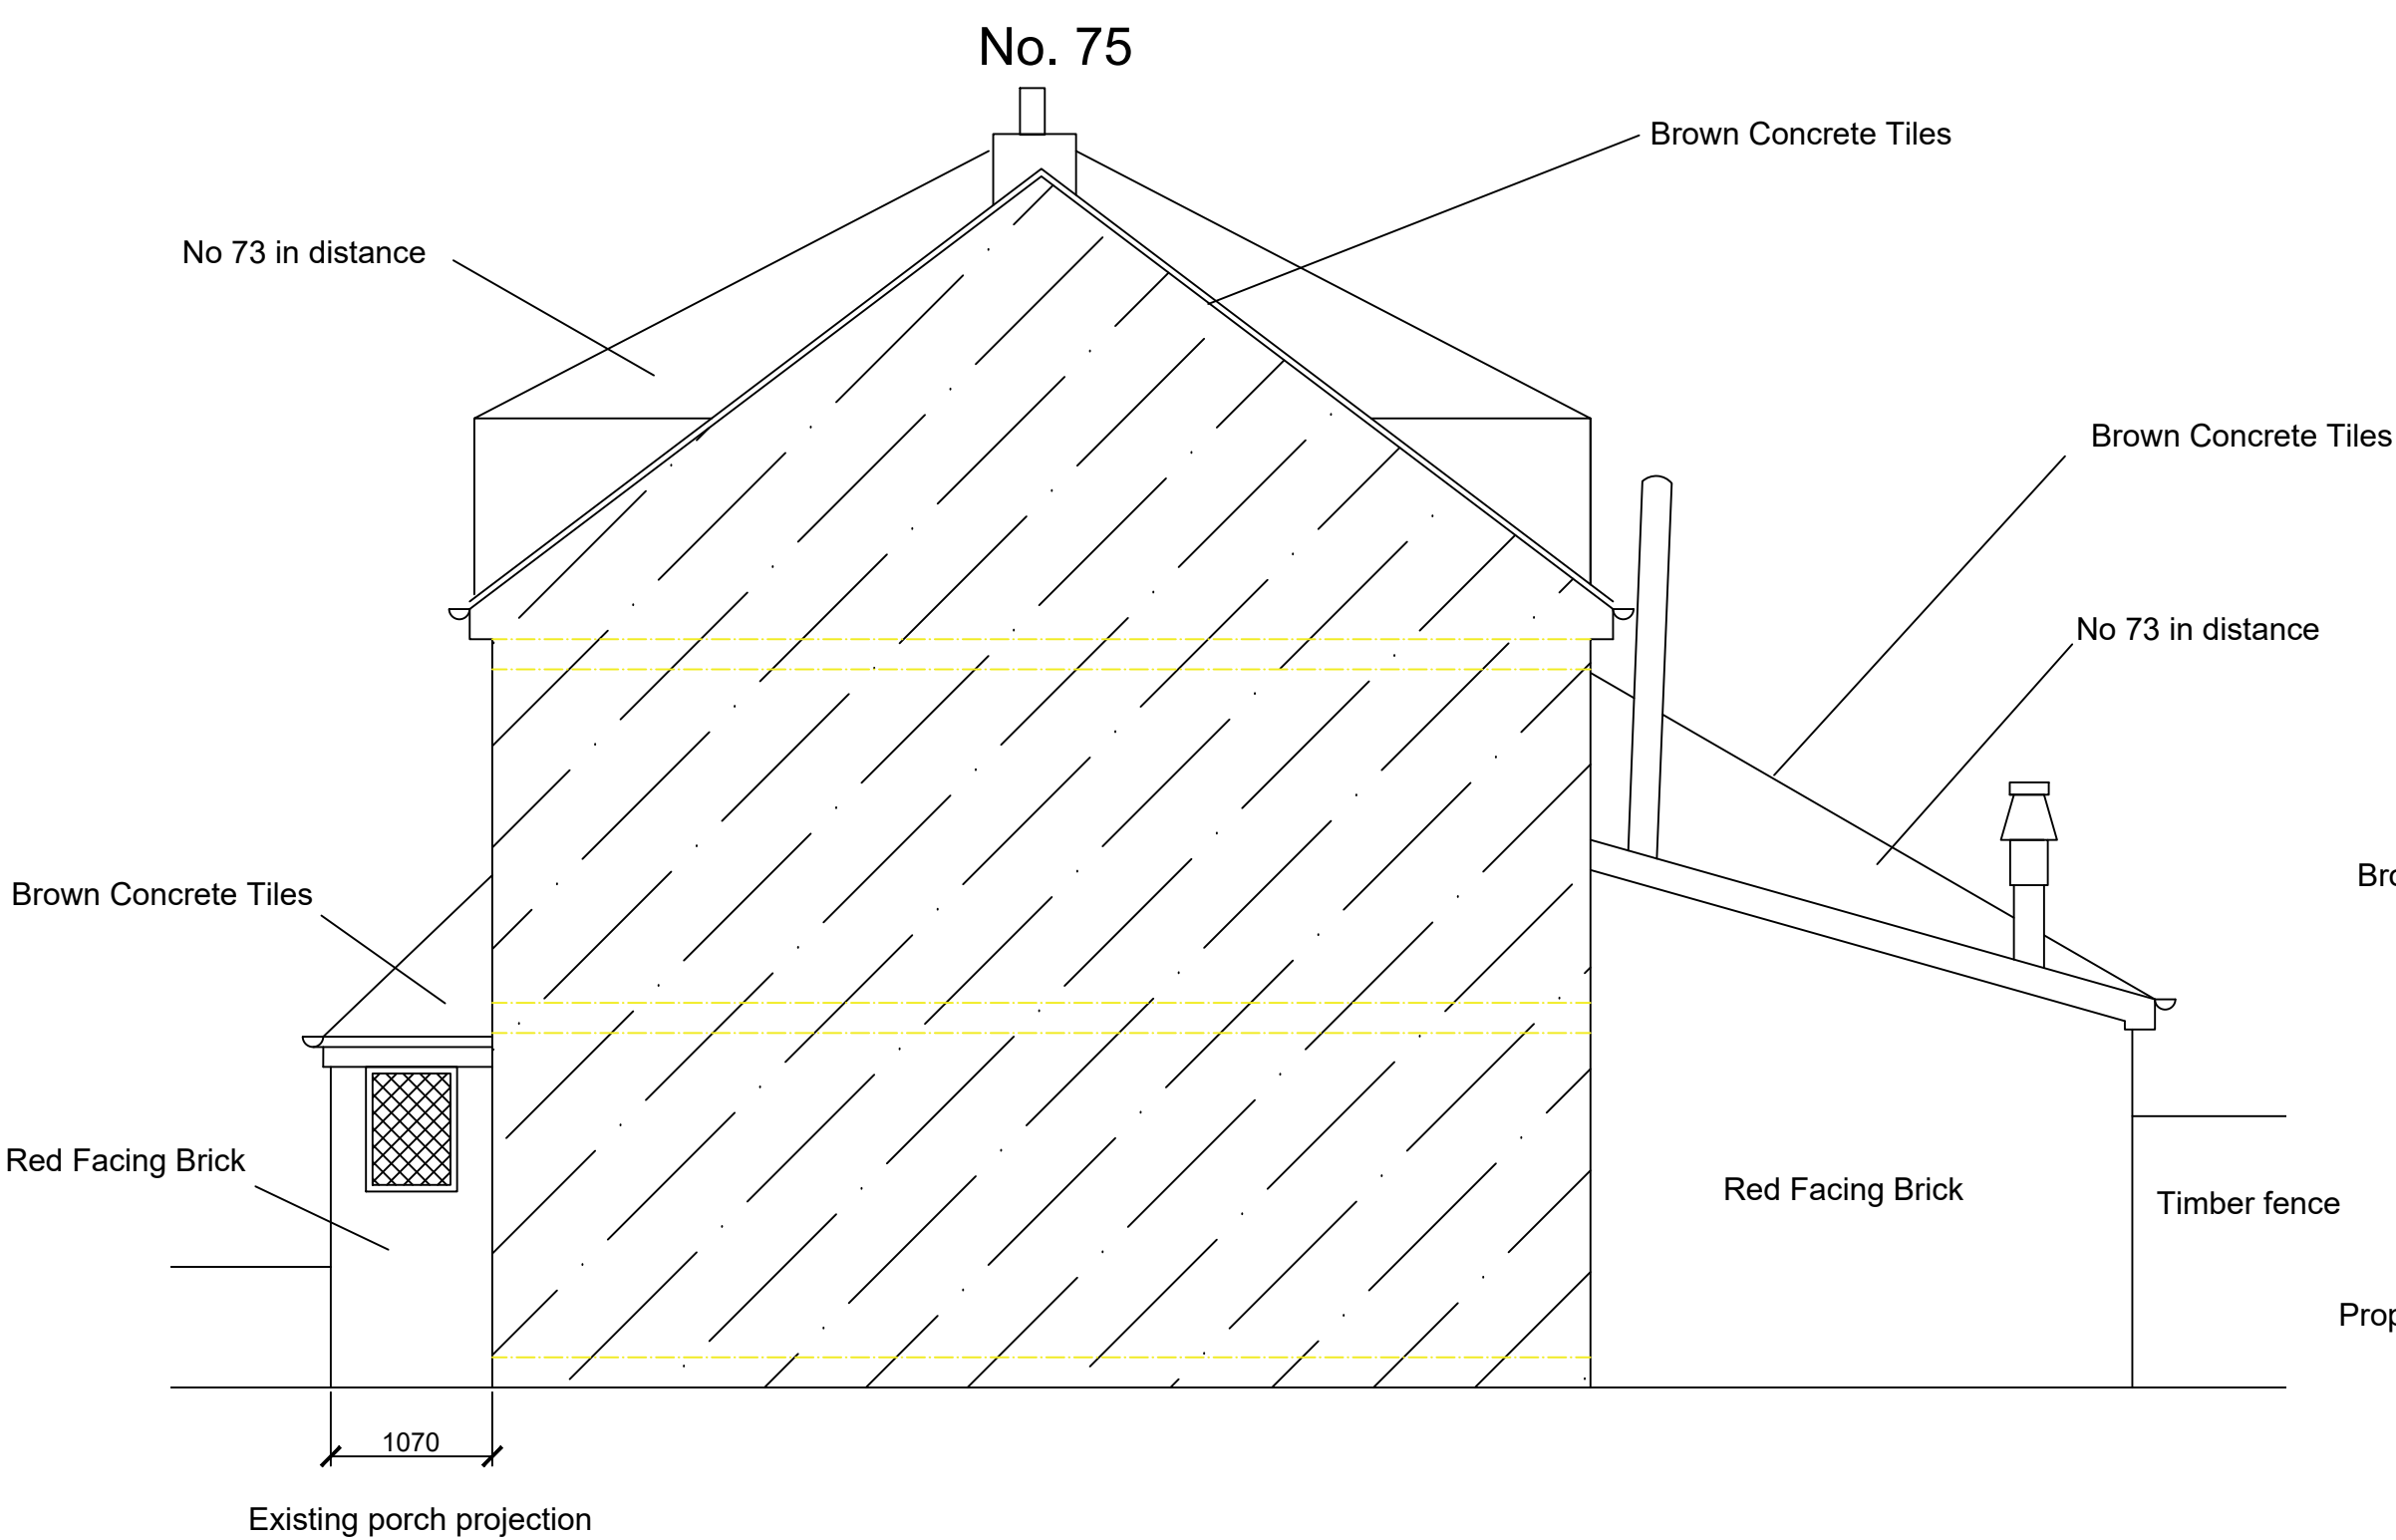 No. 75
Brown Concrete Tiles
No 73 in distance
Brown Concrete Tiles
No 73 in distance
Brown Concrete Tiles
Red Facing Brick
Red Facing Brick
Timber fence
1070
Existing porch projection